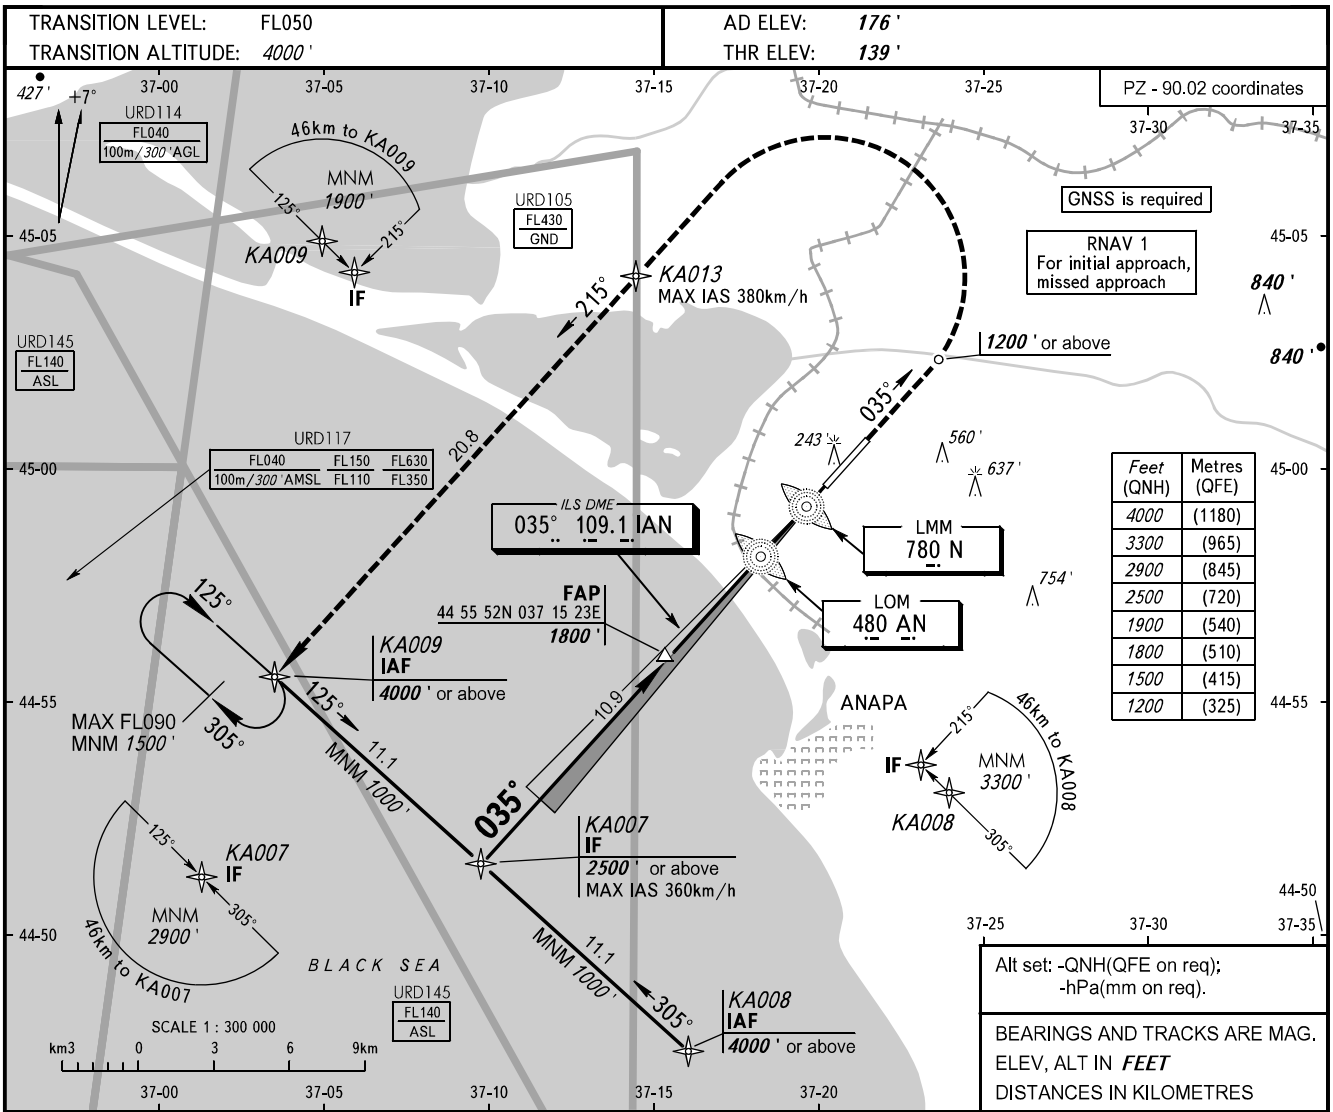 TRANSITION LEVEL: FL050
TRANSITION ALTITUDE: 4000 '
AD ELEV: 176 '
THR ELEV: 139 '
37-00 37-05 37-10 37-15 37-20 37-25
PZ - 90.02 coordinates
37-30 37-35
427 '
+7°
URD114
FL040
100m/300 'AGL
46km to KA009
MNM
1900 '
125°
215°
KA009
IF
URD105
FL430
GND
GNSS is required
RNAV 1
For initial approach,
missed approach
45-05
45-05
KA013
MAX IAS 380km/h
215°
840 '
840 '
1200 ' or above
035°
URD145
FL140
ASL
20.8
URD117
FL040 FL150 FL630
100m/300 'AMSL FL110 FL350
243 '
560 '
637 '
45-00
45-00
Feet (QNH) Metres (QFE)
4000 (1180)
3300 (965)
2900 (845)
2500 (720)
1900 (540)
1800 (510)
1500 (415)
1200 (325)
ILS DME
035° 109.1 IAN
LMM
780 N
LOM
480 AN
754 '
FAP
44 55 52N 037 15 23E
1800 '
125°
KA009
IAF
4000 ' or above
305°
MAX FL090
MNM 1500 '
125°
11.1
MNM 1000 '
10.9
035°
44-55
44-55
ANAPA
46km to KA008
215°
IF
MNM
3300 '
KA008
305°
KA007
IF
2500 ' or above
MAX IAS 360km/h
125°
KA007
IF
305°
MNM
2900 '
46km to KA007
44-50
44-50
37-25 37-30 37-35
11.1
MNM 1000 '
305°
KA008
IAF
4000 ' or above
BLACK SEA
URD145
FL140
ASL
SCALE 1 : 300 000
km3 0 3 6 9km
37-00 37-05 37-10 37-15 37-20
Alt set: -QNH(QFE on req);
-hPa(mm on req).
BEARINGS AND TRACKS ARE MAG.
ELEV, ALT IN FEET
DISTANCES IN KILOMETRES